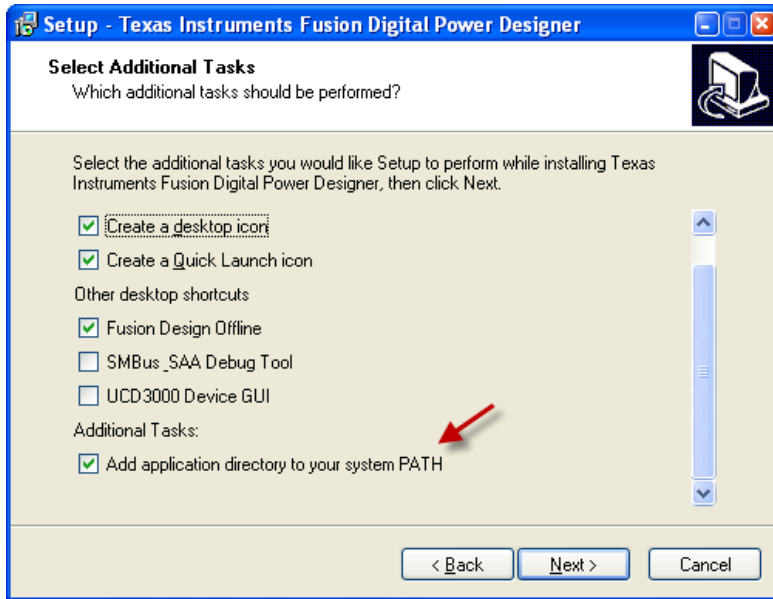 Setup - Texas Instruments Fusion Digital Power Designer
Select Additional Tasks
Which additional tasks should be performed?
Select the additional tasks you would like Setup to perform while installing Texas
Instruments Fusion Digital Power Designer, then click Next.
Create a desktop icon
Create a Quick Launch icon
Other desktop shortcuts
Fusion Design Offline
SMBus_SAA Debug Tool
UCD3000 Device GUI
Additional Tasks:
Add application directory to your system PATH
< Back
Next >
Cancel